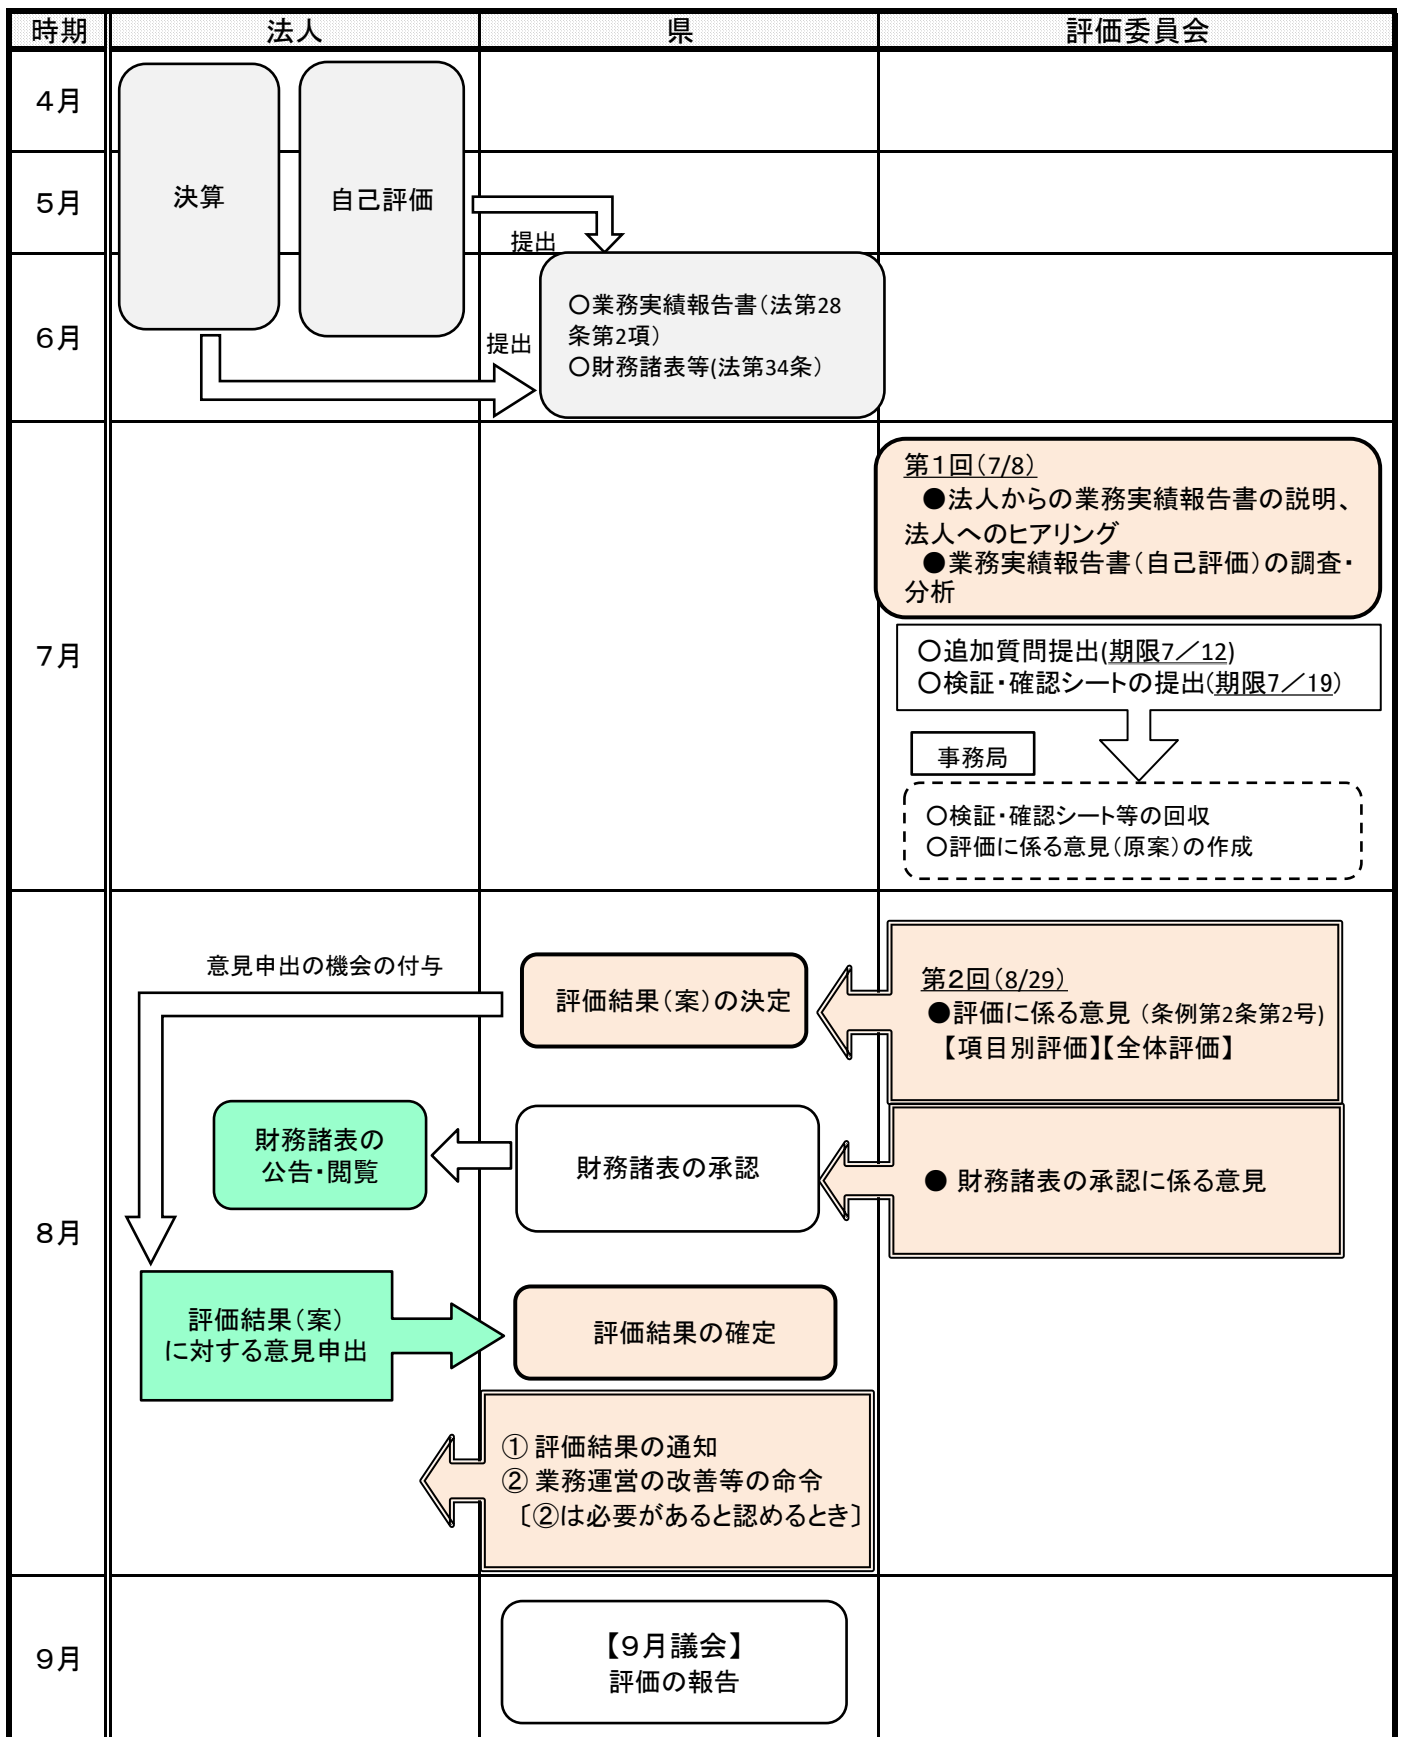 時期
法人
県
評価委員会
４月
５月
６月
７月
８月
９月
決算
自己評価
提出
提出
〇業務実績報告書（法第28
条第2項）
〇財務諸表等(法第34条）
第１回（7/8）
●法人からの業務実績報告書の説明、
法人へのヒアリング
●業務実績報告書（自己評価）の調査・
分析
〇追加質問提出(期限7／12)
〇検証・確認シートの提出(期限7／19)
事務局
〇検証・確認シート等の回収
〇評価に係る意見（原案）の作成
意見申出の機会の付与
評価結果（案）の決定
第２回（8/29）
●評価に係る意見（条例第2条第2号)
【項目別評価】【全体評価】
財務諸表の
公告・閲覧
財務諸表の承認
● 財務諸表の承認に係る意見
評価結果（案）
に対する意見申出
評価結果の確定
① 評価結果の通知
② 業務運営の改善等の命令
〔②は必要があると認めるとき〕
【９月議会】
評価の報告